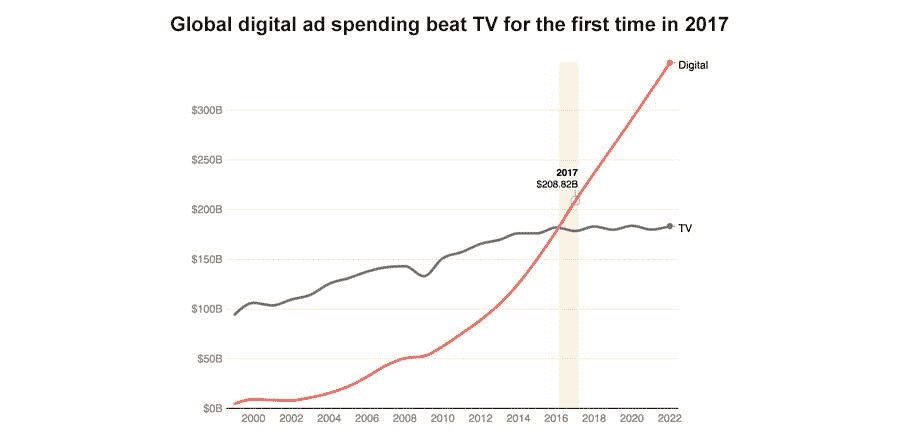 Global digital ad spending beat TV for the first time in 2017
Digital
$300B
$250B
2017
$208.82B
$200B
TV
$150B
$100B
$50B
$0B
2000 2002 2004 2006 2008 2010 2012 2014 2016 2018 2020 2022